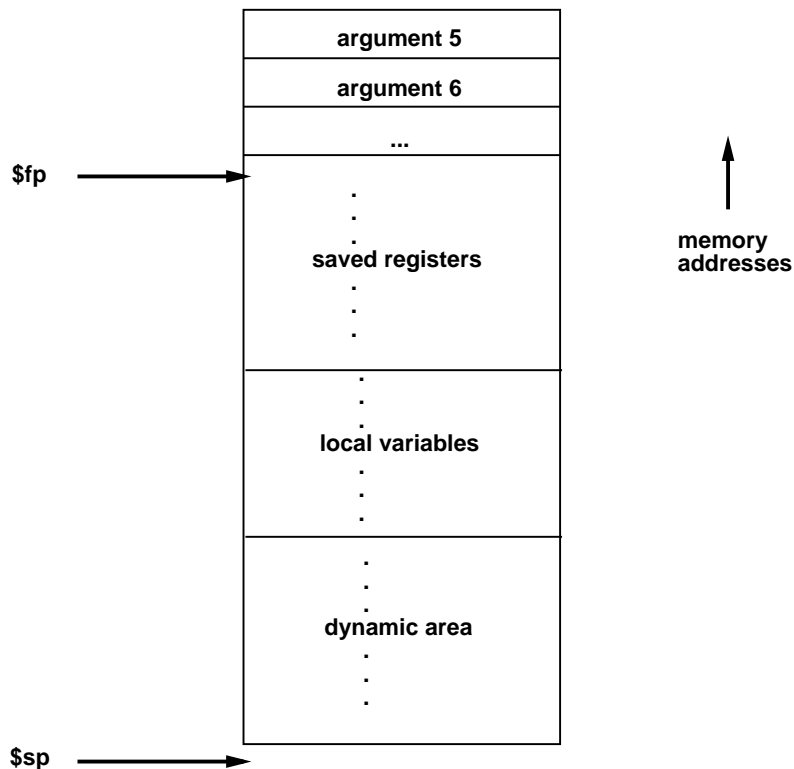 argument 5
argument 6
...
$fp
saved registers
memory
addresses
local variables
dynamic area
$sp